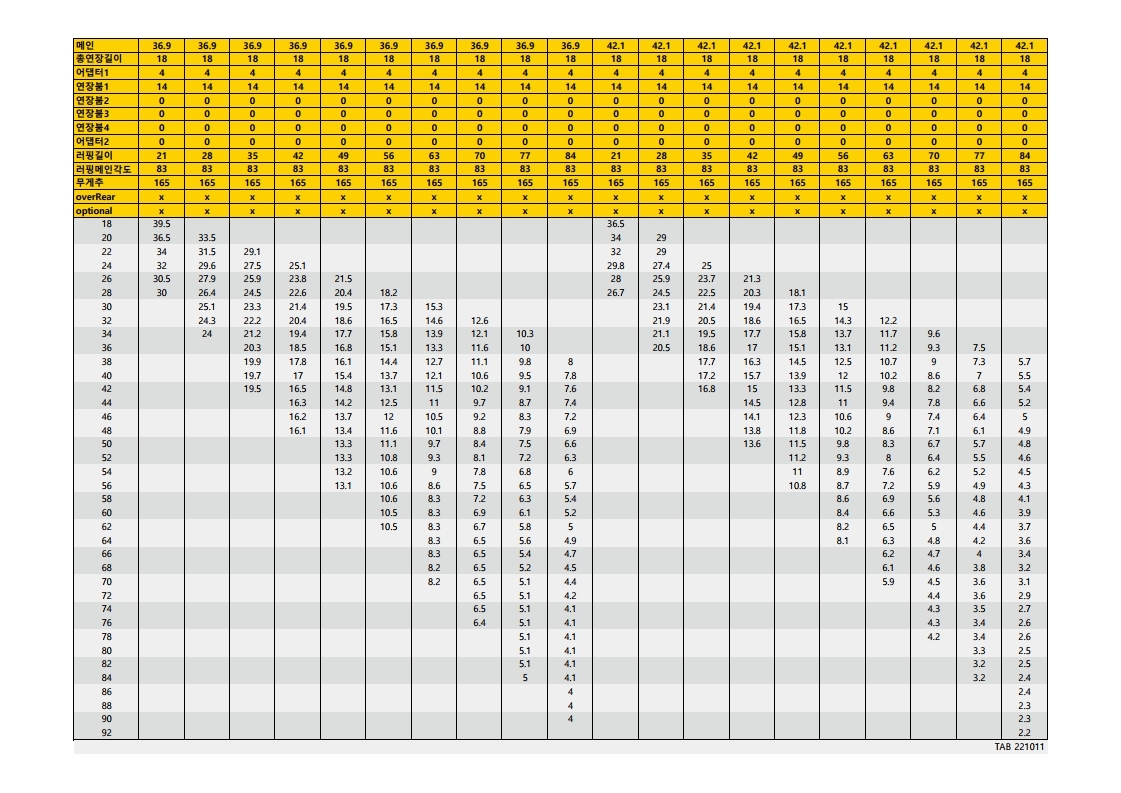 메인 36.9 36.9 36.9 36.9 36.9 36.9 36.9 36.9 36.9 36.9 42.1 42.1 42.1 42.1 42.1 42.1 42.1 42.1 42.1 42.1
총연장길이 18 18 18 18 18 18 18 18 18 18 18 18 18 18 18 18 18 18 18 18
어댑터1 4 4 4 4 4 4 4 4 4 4 4 4 4 4 4 4 4 4 4 4
연장붐1 14 14 14 14 14 14 14 14 14 14 14 14 14 14 14 14 14 14 14 14
연장붐2 0 0 0 0 0 0 0 0 0 0 0 0 0 0 0 0 0 0 0 0
연장붐3 0 0 0 0 0 0 0 0 0 0 0 0 0 0 0 0 0 0 0 0
연장붐4 0 0 0 0 0 0 0 0 0 0 0 0 0 0 0 0 0 0 0 0
어댑터2 0 0 0 0 0 0 0 0 0 0 0 0 0 0 0 0 0 0 0 0
러핑길이 21 28 35 42 49 56 63 70 77 84 21 28 35 42 49 56 63 70 77 84
러핑메인각도 83 83 83 83 83 83 83 83 83 83 83 83 83 83 83 83 83 83 83 83
무게추 165 165 165 165 165 165 165 165 165 165 165 165 165 165 165 165 165 165 165 165
overRear x x x x x x x x x x x x x x x x x x x x
optional x x x x x x x x x x x x x x x x x x x x
18 39.5 36.5
20 36.5 33.5 34 29
22 34 31.5 29.1 32 29
24 32 29.6 27.5 25.1 29.8 27.4 25
26 30.5 27.9 25.9 23.8 21.5 28 25.9 23.7 21.3
28 30 26.4 24.5 22.6 20.4 18.2 26.7 24.5 22.5 20.3 18.1
30 25.1 23.3 21.4 19.5 17.3 15.3 23.1 21.4 19.4 17.3 15
32 24.3 22.2 20.4 18.6 16.5 14.6 12.6 21.9 20.5 18.6 16.5 14.3 12.2
34 24 21.2 19.4 17.7 15.8 13.9 12.1 10.3 21.1 19.5 17.7 15.8 13.7 11.7 9.6
36 20.3 18.5 16.8 15.1 13.3 11.6 10 20.5 18.6 17 15.1 13.1 11.2 9.3 7.5
38 19.9 17.8 16.1 14.4 12.7 11.1 9.8 8 17.7 16.3 14.5 12.5 10.7 9 7.3 5.7
40 19.7 17 15.4 13.7 12.1 10.6 9.5 7.8 17.2 15.7 13.9 12 10.2 8.6 7 5.5
42 19.5 16.5 14.8 13.1 11.5 10.2 9.1 7.6 16.8 15 13.3 11.5 9.8 8.2 6.8 5.4
44 16.3 14.2 12.5 11 9.7 8.7 7.4 14.5 12.8 11 9.4 7.8 6.6 5.2
46 16.2 13.7 12 10.5 9.2 8.3 7.2 14.1 12.3 10.6 9 7.4 6.4 5
48 16.1 13.4 11.6 10.1 8.8 7.9 6.9 13.8 11.8 10.2 8.6 7.1 6.1 4.9
50 13.3 11.1 9.7 8.4 7.5 6.6 13.6 11.5 9.8 8.3 6.7 5.7 4.8
52 13.3 10.8 9.3 8.1 7.2 6.3 11.2 9.3 8 6.4 5.5 4.6
54 13.2 10.6 9 7.8 6.8 6 11 8.9 7.6 6.2 5.2 4.5
56 13.1 10.6 8.6 7.5 6.5 5.7 10.8 8.7 7.2 5.9 4.9 4.3
58 10.6 8.3 7.2 6.3 5.4 8.6 6.9 5.6 4.8 4.1
60 10.5 8.3 6.9 6.1 5.2 8.4 6.6 5.3 4.6 3.9
62 10.5 8.3 6.7 5.8 5 8.2 6.5 5 4.4 3.7
64 8.3 6.5 5.6 4.9 8.1 6.3 4.8 4.2 3.6
66 8.3 6.5 5.4 4.7 6.2 4.7 4 3.4
68 8.2 6.5 5.2 4.5 6.1 4.6 3.8 3.2
70 8.2 6.5 5.1 4.4 5.9 4.5 3.6 3.1
72 6.5 5.1 4.2 4.4 3.6 2.9
74 6.5 5.1 4.1 4.3 3.5 2.7
76 6.4 5.1 4.1 4.3 3.4 2.6
78 5.1 4.1 4.2 3.4 2.6
80 5.1 4.1 3.3 2.5
82 5.1 4.1 3.2 2.5
84 5 4.1 3.2 2.4
86 4 2.4
88 4 2.3
90 4 2.3
92 2.2
TAB 221011